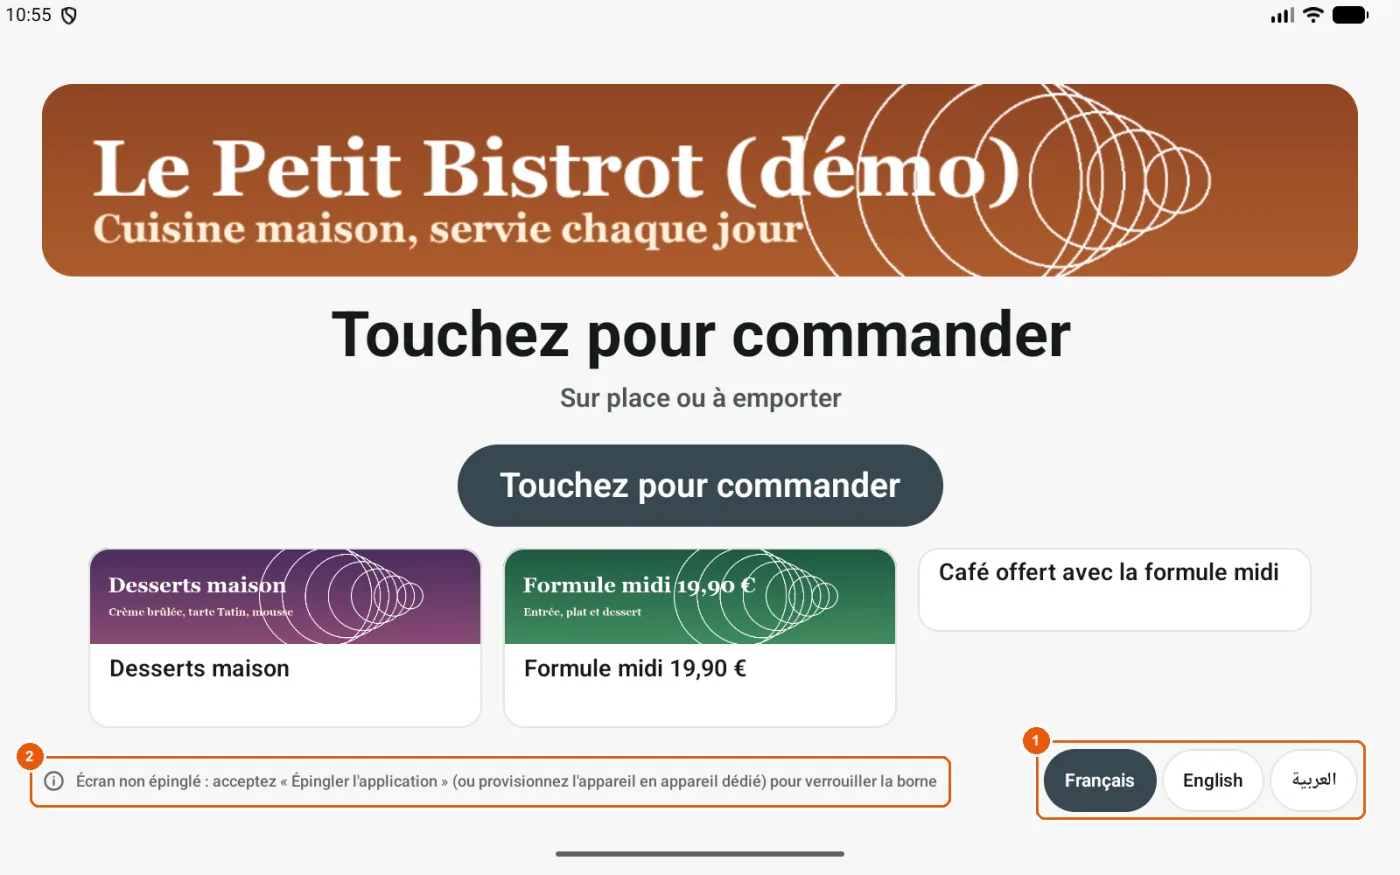 10:55
Le Petit Bistrot (démo)
Cuisine maison, servie chaque jour
Touchez pour commander
Sur place ou à emporter
Touchez pour commander
Desserts maison
Crème brûlée, tarte Tatin, mousse
Desserts maison
Formule midi 19,90 €
Entrée, plat et dessert
Formule midi 19,90 €
Café offert avec la formule midi
2
Écran non épinglé : acceptez « Épingler l'application » (ou provisionnez l'appareil en appareil dédié) pour verrouiller la borne
1
Français
English
العربية